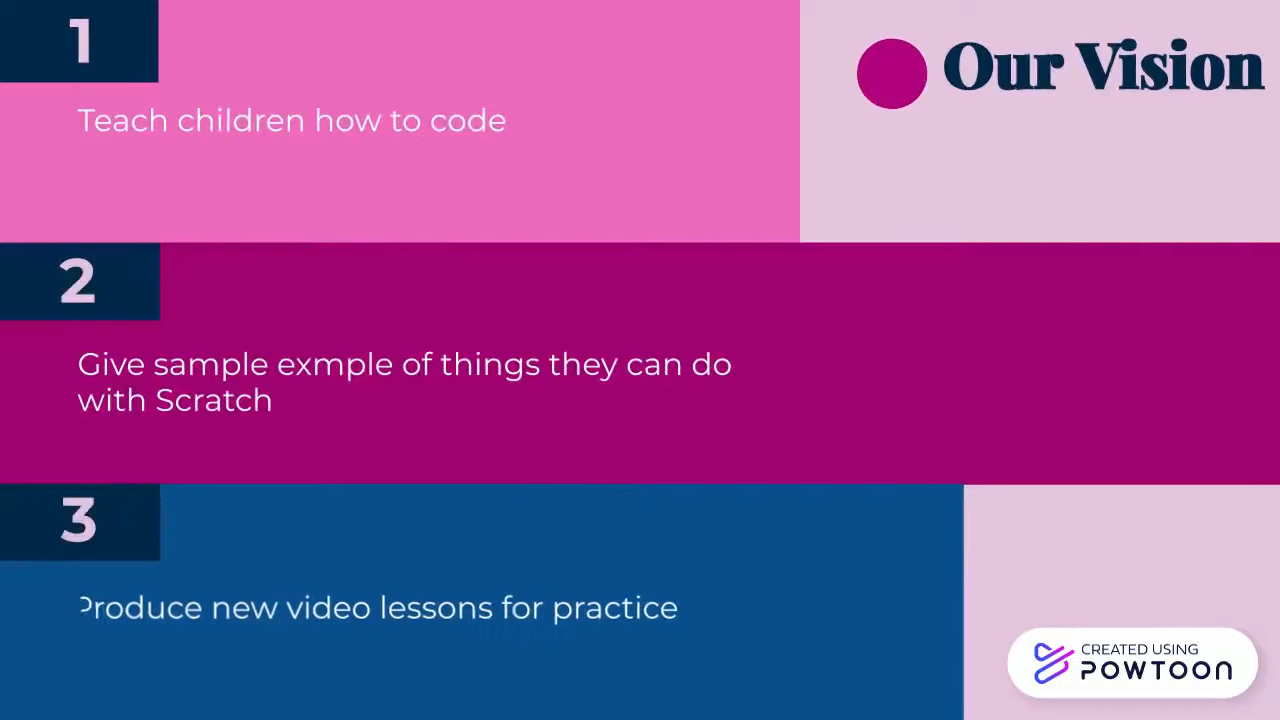 Our Vision
1
Teach children how to code
2
Give sample exmple of things they can do
with Scratch
3
Produce new video lessons for practice
CREATED USING
POWTOON